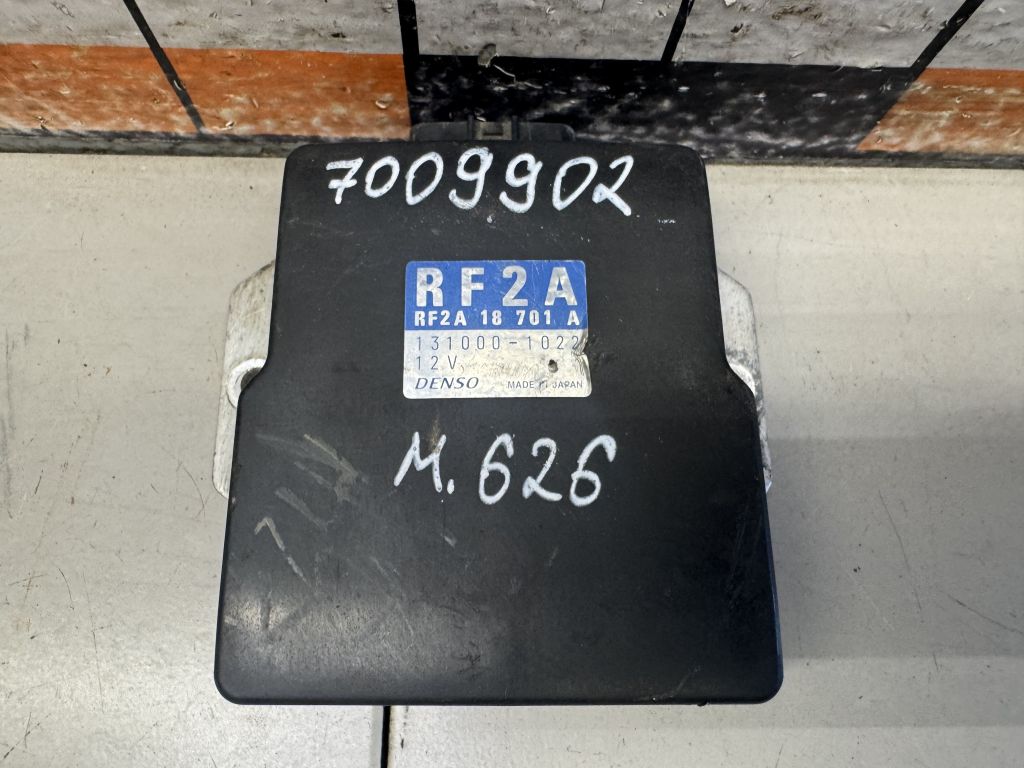 7009902
RF2A
RF2A 18 701 A
131000-1022
12V
DENSO MADE IN JAPAN
М. 626